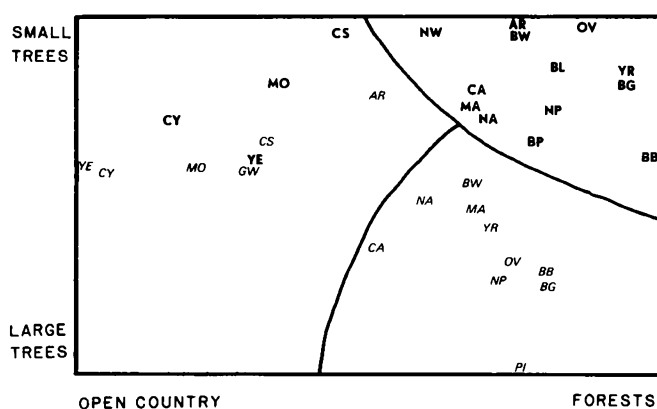 SMALL
TREES
CS NW AR OV
BW
BL YR
MO BG
AR CA
MA NP
CY NA
CS BP
YE BB
YE CY MO GW
BW
NA MA
YR
CA
OV BB
NP BG
LARGE
TREES
PI
OPEN COUNTRY FORESTS